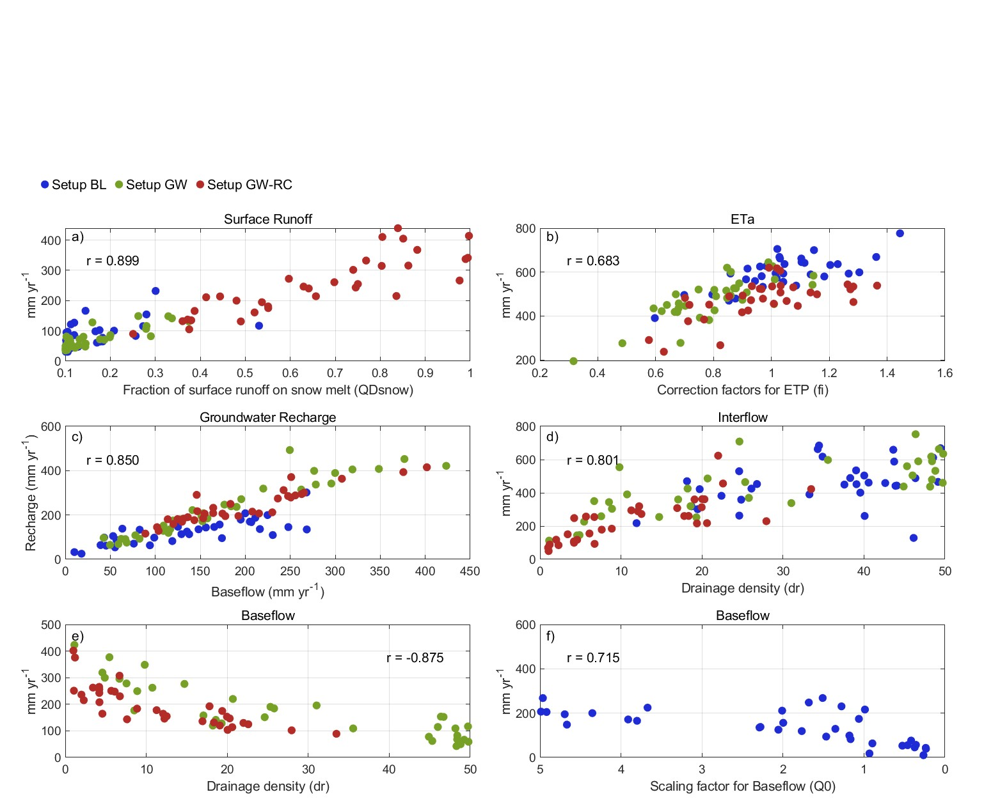 Setup BL Setup GW Setup GW-RC
Surface Runoff
a)
r = 0.899
mm yr-1
400
300
200
100
0
0.1 0.2 0.3 0.4 0.5 0.6 0.7 0.8 0.9 1
Fraction of surface runoff on snow melt (QDsnow)
ETa
b)
r = 0.683
mm yr-1
800
600
400
200
0.2 0.4 0.6 0.8 1 1.2 1.4 1.6
Correction factors for ETP (fi)
Groundwater Recharge
c)
r = 0.850
Recharge (mm yr-1)
600
400
200
0
0 50 100 150 200 250 300 350 400 450
Baseflow (mm yr-1)
Interflow
d)
r = 0.801
mm yr-1
800
600
400
200
0
0 10 20 30 40 50
Drainage density (dr)
Baseflow
e)
r = -0.875
mm yr-1
500
400
300
200
100
0
0 10 20 30 40 50
Drainage density (dr)
Baseflow
f)
r = 0.715
mm yr-1
600
400
200
0
5 4 3 2 1 0
Scaling factor for Baseflow (Q0)